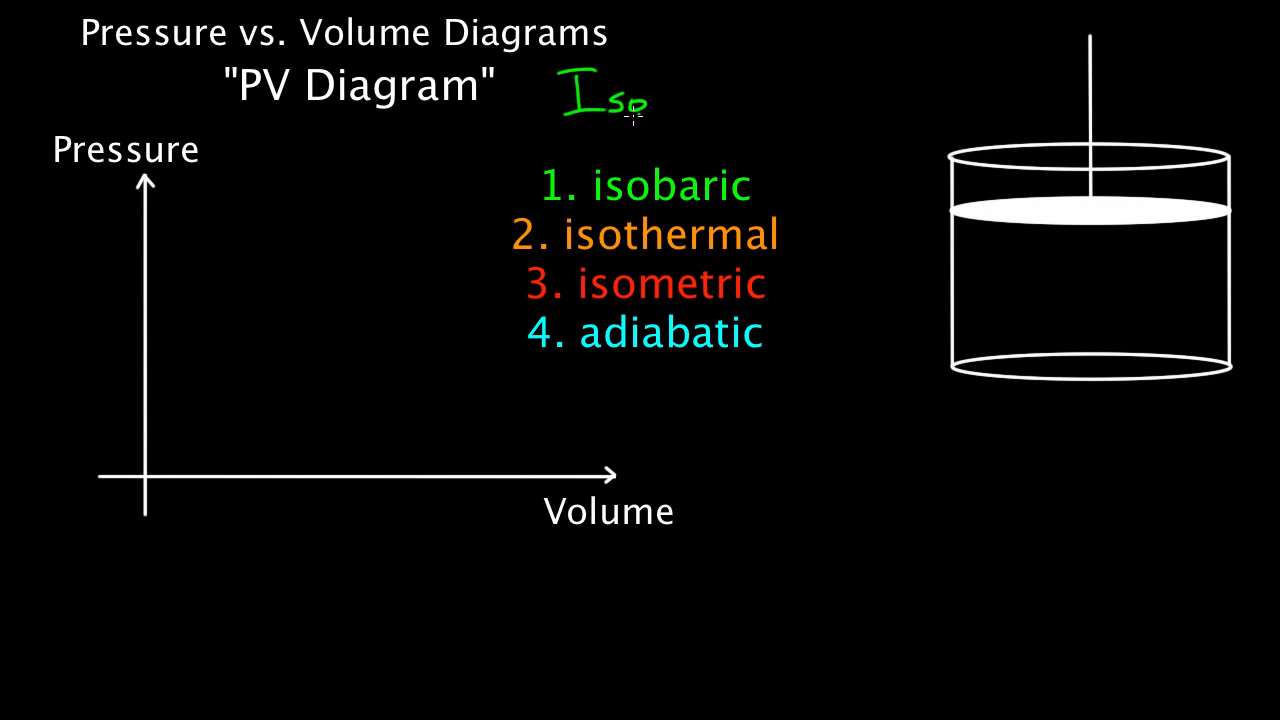 Pressure vs. Volume Diagrams
"PV Diagram"
Iso
Pressure
1. isobaric
2. isothermal
3. isometric
4. adiabatic
Volume